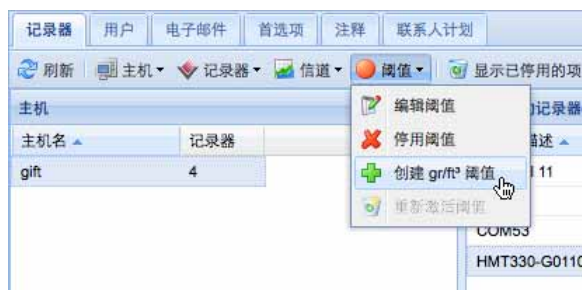 记录器 用户 电子邮件 首选项 注释 联系人计划
刷新 主机 记录器 信道 阈值 显示已停用的项
主机 记录器
主机名 记录器 描述
gift 4 11
编辑阈值
停用阈值
创建 gr/ft³ 阈值
重新激活阈值
COM53
HMT330-G0110